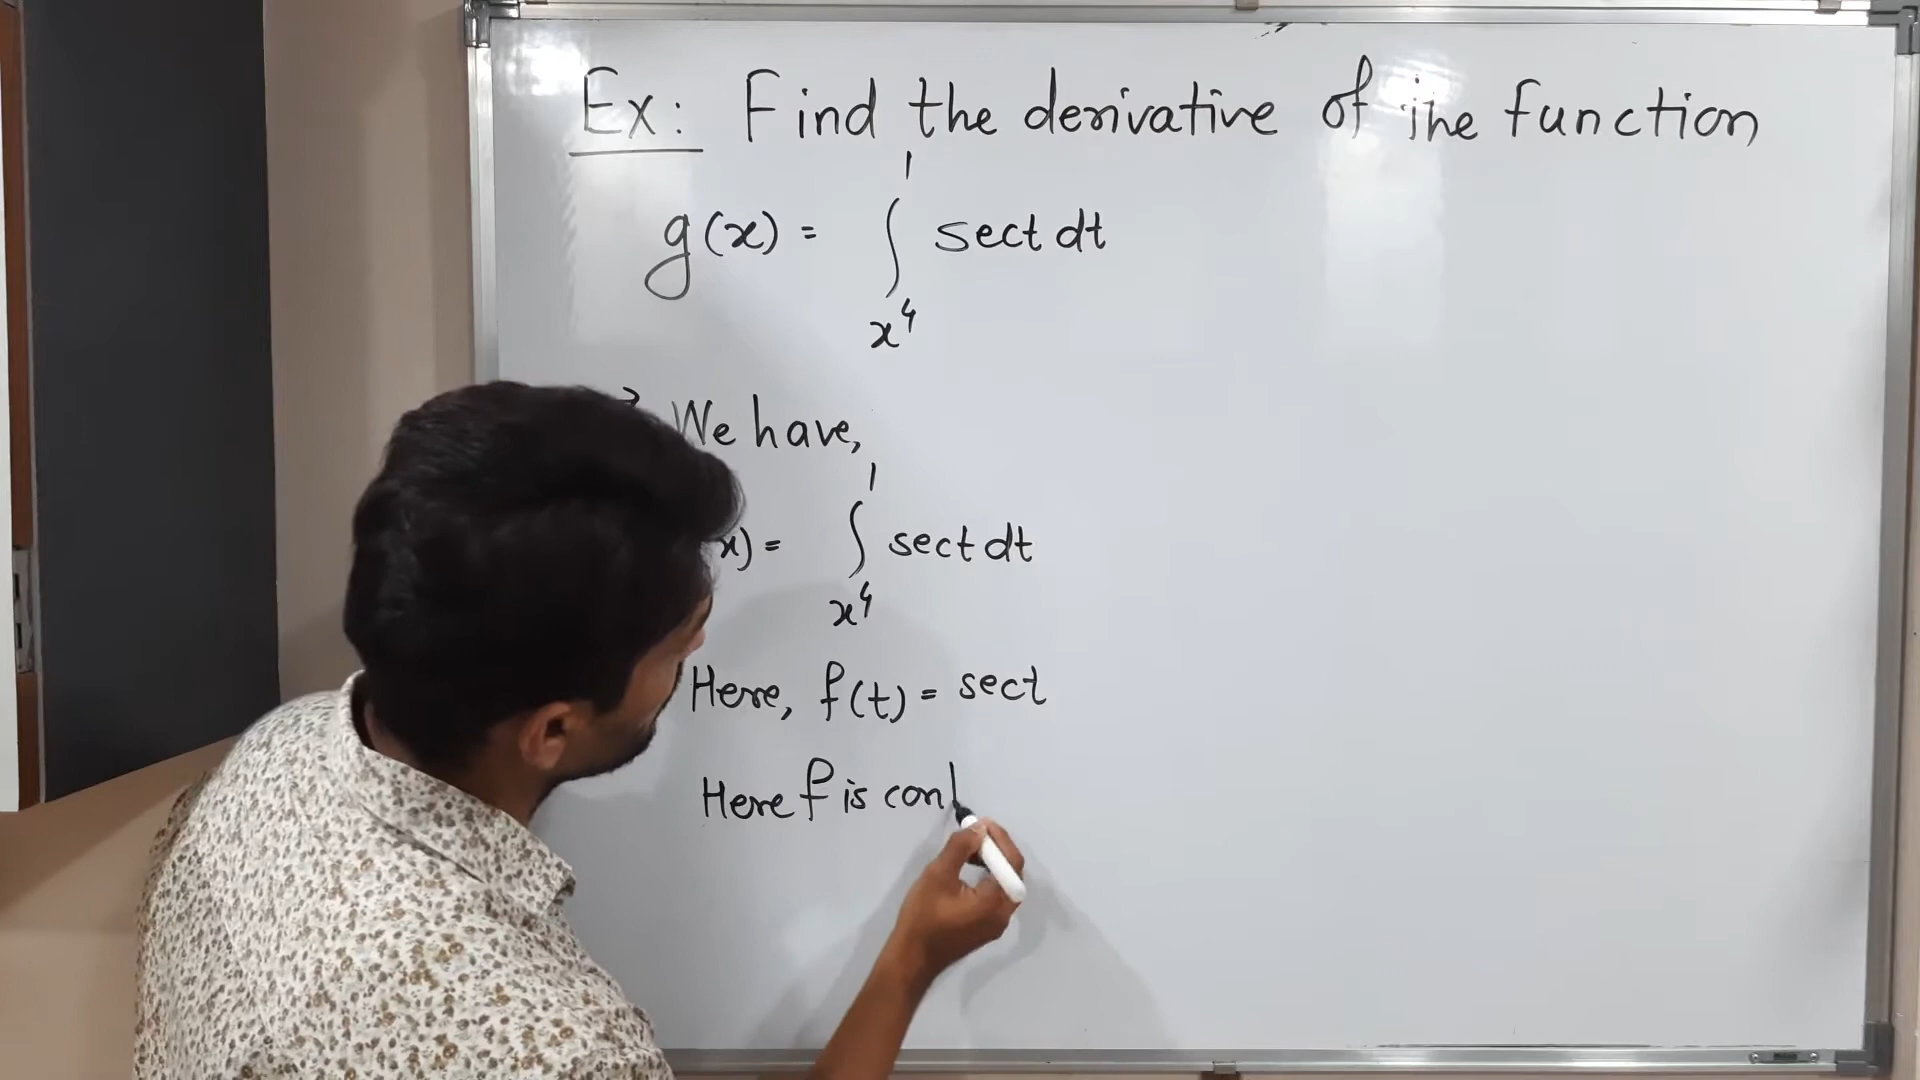 Ex: Find the derivative of the function
1
g(x) = ∫ sect dt
x⁴
We have,
1
x) = ∫ sect dt
x⁴
Here, f(t) = sect
Here f is con